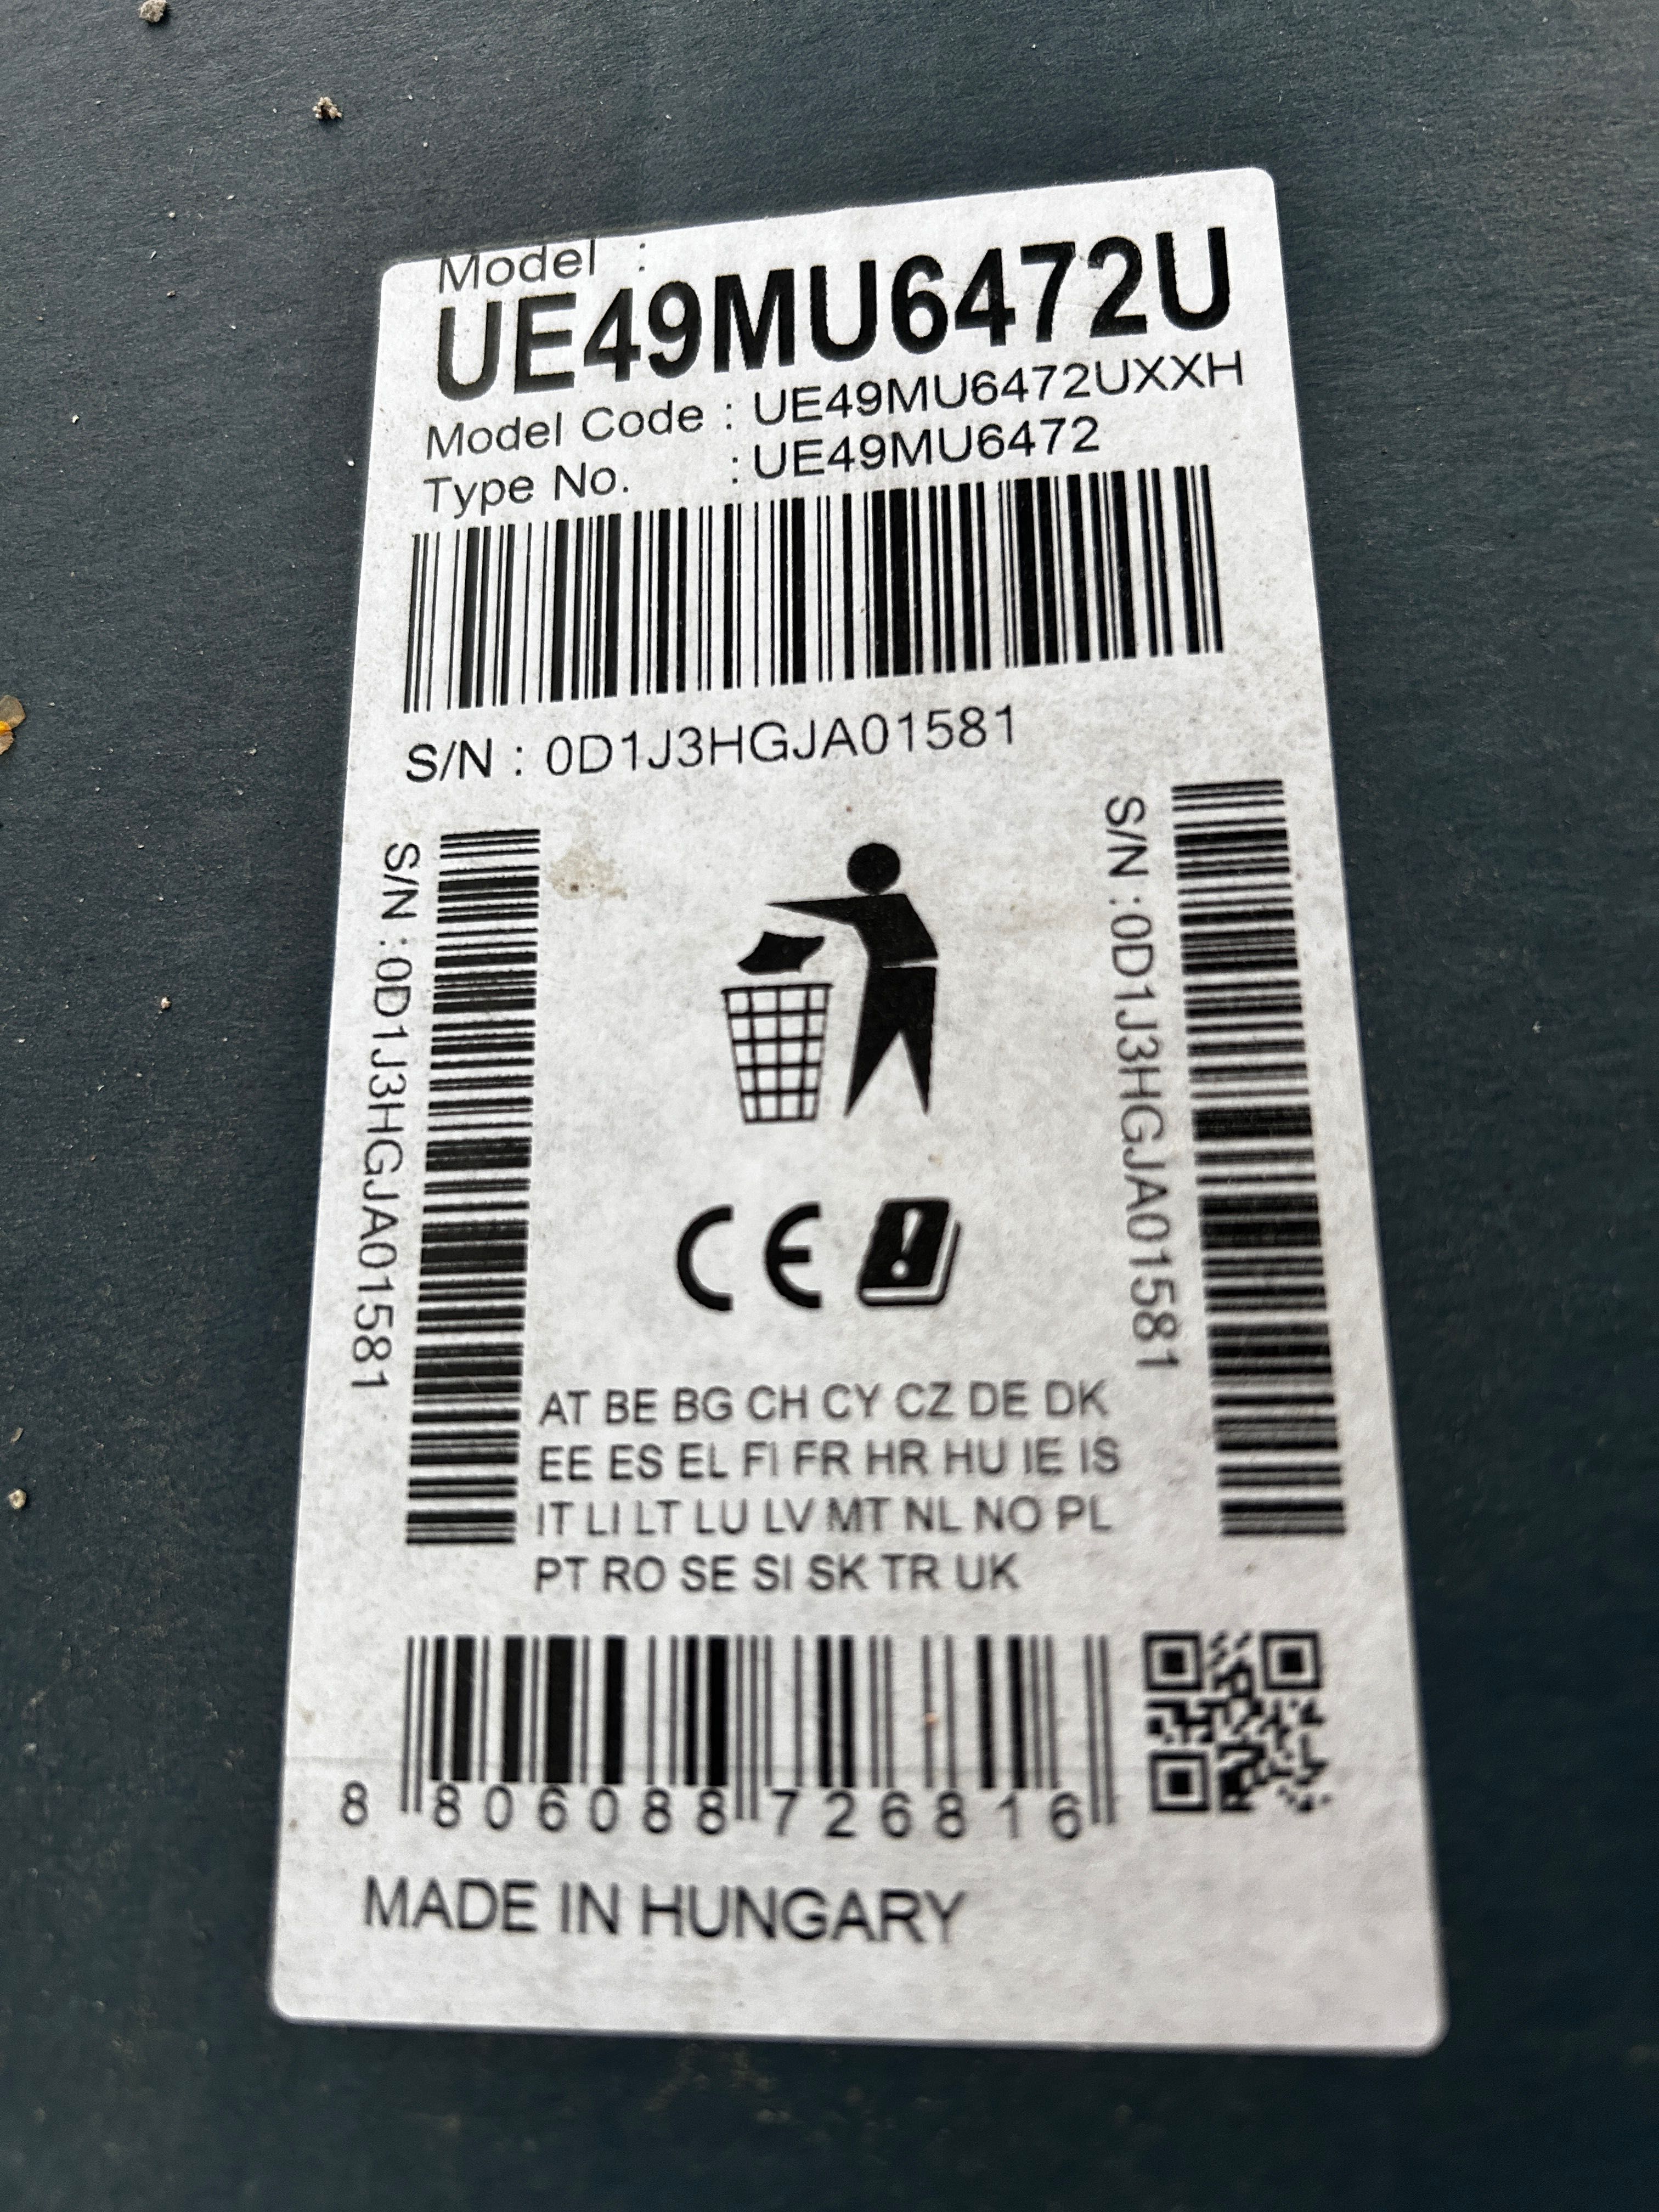 Model :
UE49MU6472U
Model Code : UE49MU6472UXXH
Type No. : UE49MU6472
S/N : 0D1J3HGJA01581
S/N :0D1J3HGJA01581
S/N :0D1J3HGJA01581
CE
AT BE BG CH CY CZ DE DK
EE ES EL FI FR HR HU IE IS
IT LI LT LU LV MT NL NO PL
PT RO SE SI SK TR UK
8 806088 726816
MADE IN HUNGARY